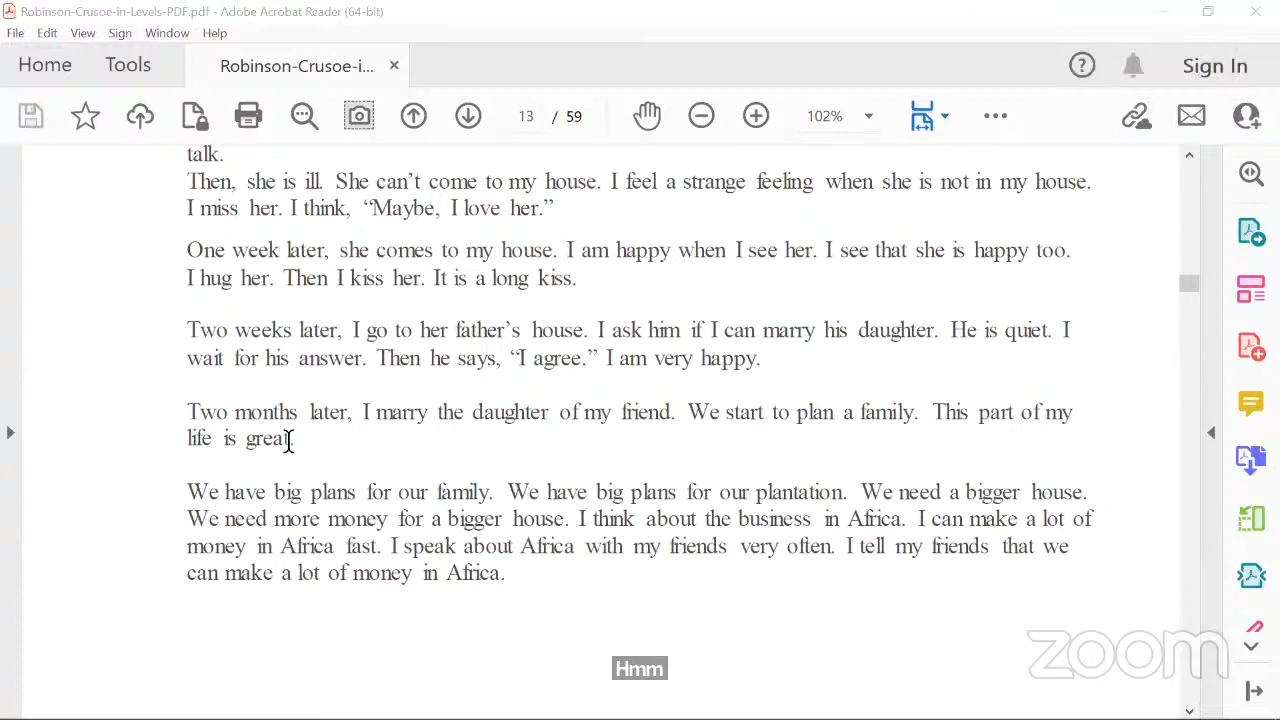 Robinson-Crusoe-in-Levels-PDF.pdf - Adobe Acrobat Reader (64-bit)
File Edit View Sign Window Help
Home Tools Robinson-Crusoe-i... × Sign In
13 / 59 102%
talk.
Then, she is ill. She can't come to my house. I feel a strange feeling when she is not in my house.
I miss her. I think, “Maybe, I love her.”
One week later, she comes to my house. I am happy when I see her. I see that she is happy too.
I hug her. Then I kiss her. It is a long kiss.
Two weeks later, I go to her father’s house. I ask him if I can marry his daughter. He is quiet. I
wait for his answer. Then he says, “I agree.” I am very happy.
Two months later, I marry the daughter of my friend. We start to plan a family. This part of my
life is great.
We have big plans for our family. We have big plans for our plantation. We need a bigger house.
We need more money for a bigger house. I think about the business in Africa. I can make a lot of
money in Africa fast. I speak about Africa with my friends very often. I tell my friends that we
can make a lot of money in Africa.
zoom
Hmm